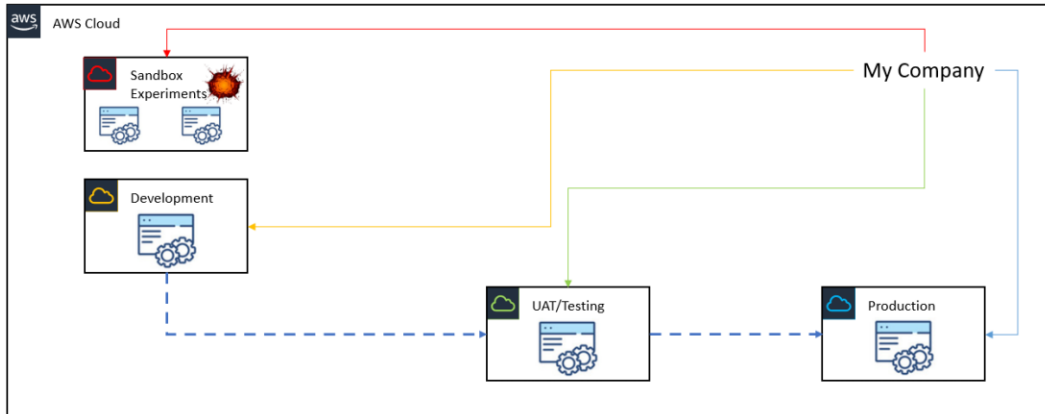 aws
AWS Cloud
Sandbox
Experiments
My Company
Development
UAT/Testing
Production